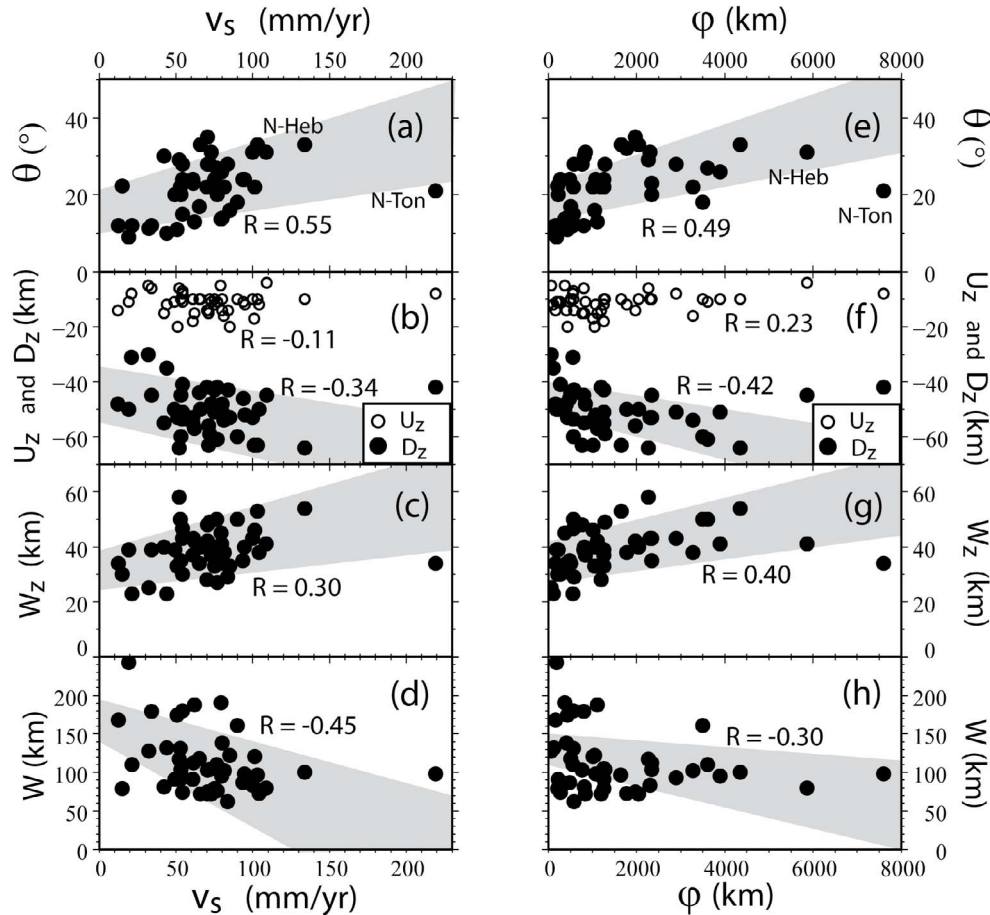 vs (mm/yr)
φ (km)
0 50 100 150 200
0 2000 4000 6000 8000
θ (°)
40
20
0
(a)
N-Heb
N-Ton
R = 0.55
(e)
N-Heb
N-Ton
R = 0.49
40
20
0
θ (°)
Uz and Dz (km)
-20
-40
-60
(b)
R = -0.11
R = -0.34
Uz
Dz
(f)
R = 0.23
R = -0.42
Uz
Dz
0
-20
-40
-60
Uz and Dz (km)
Wz (km)
60
40
20
0
(c)
R = 0.30
(g)
R = 0.40
60
40
20
0
Wz (km)
W (km)
200
150
100
50
0
(d)
R = -0.45
(h)
R = -0.30
200
150
100
50
0
W (km)
0 50 100 150 200
0 2000 4000 6000 8000
vs (mm/yr)
φ (km)